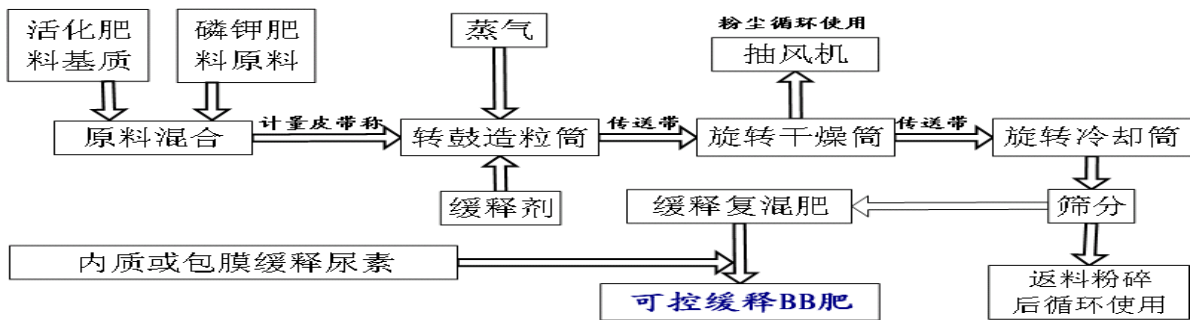 粉尘循环使用
活化肥
料基质
磷钾肥
料原料
蒸气
抽风机
原料混合
计量皮带称
转鼓造粒筒
传送带
旋转干燥筒
传送带
旋转冷却筒
缓释剂
缓释复混肥
筛分
内质或包膜缓释尿素
可控缓释BB肥
返料粉碎
后循环使用